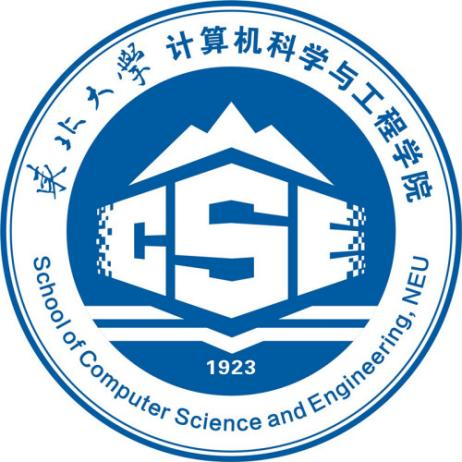 東北大學 计算机科学与工程学院
CSE
1923
School of Computer Science and Engineering, NEU